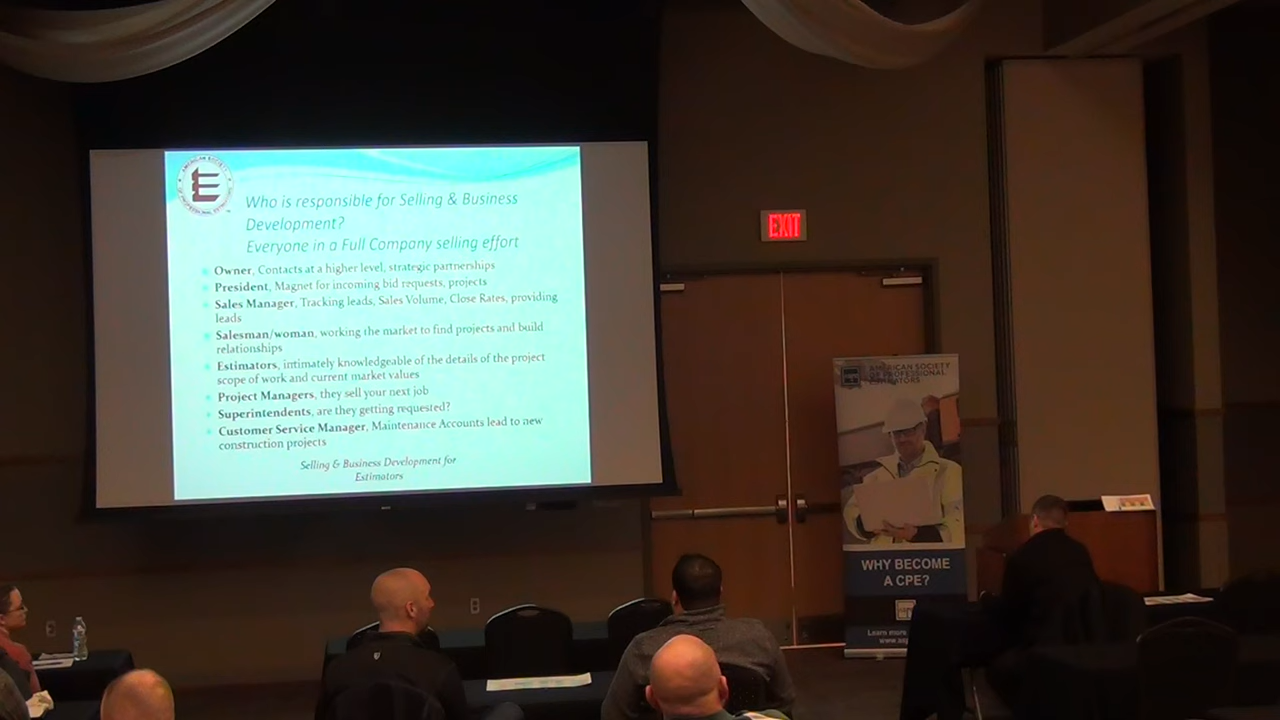 AMERICAN SOCIETY
E
Who is responsible for Selling & Business
Development?
Everyone in a Full Company selling effort
Owner, Contacts at a higher level, strategic partnerships
President, Magnet for incoming bid requests, projects
Sales Manager, Tracking leads, Sales Volume, Close Rates, providing
leads
Salesman/woman, working the market to find projects and build
relationships
Estimators, intimately knowledgeable of the details of the project
scope of work and current market values
Project Managers, they sell your next job
Superintendents, are they getting requested?
Customer Service Manager, Maintenance Accounts lead to new
construction projects
Selling & Business Development for
Estimators
EXIT
AMERICAN SOCIETY
OF PROFESSIONAL
ESTIMATORS
WHY BECOME
A CPE?
Learn more